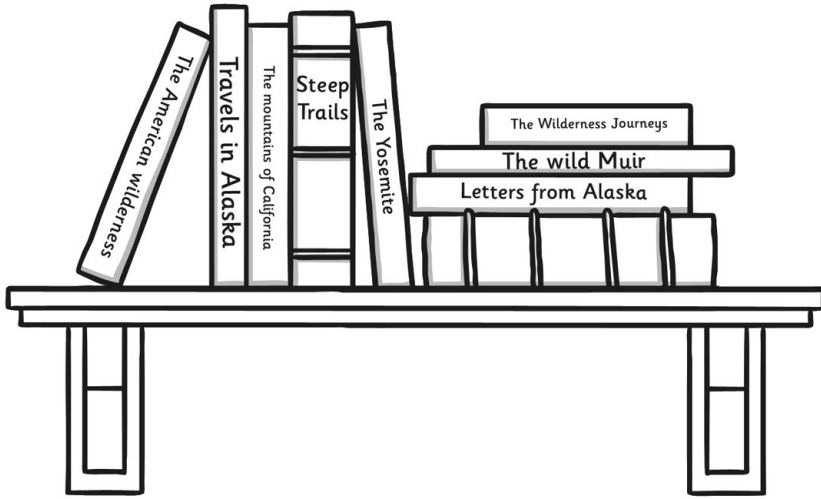 The American wilderness
Travels in Alaska
The mountains of California
Steep
Trails
The Yosemite
The Wilderness Journeys
The wild Muir
Letters from Alaska